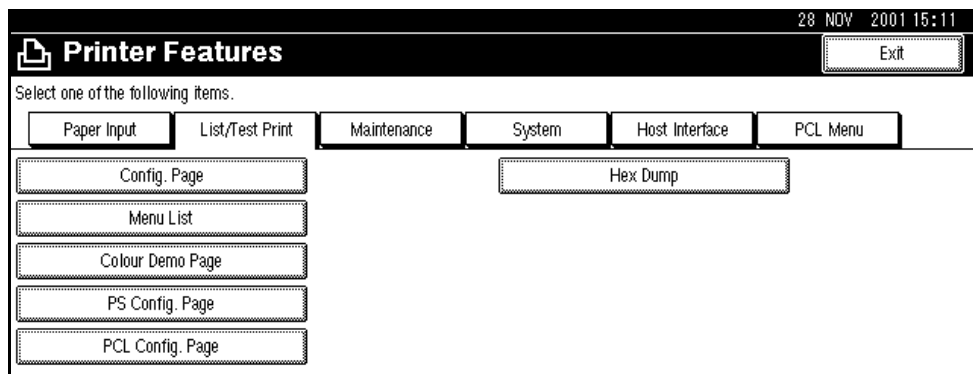 28 NOV 2001 15:11
Printer Features
Exit
Select one of the following items.
Paper Input List/Test Print Maintenance System Host Interface PCL Menu
Config. Page Hex Dump
Menu List
Colour Demo Page
PS Config. Page
PCL Config. Page